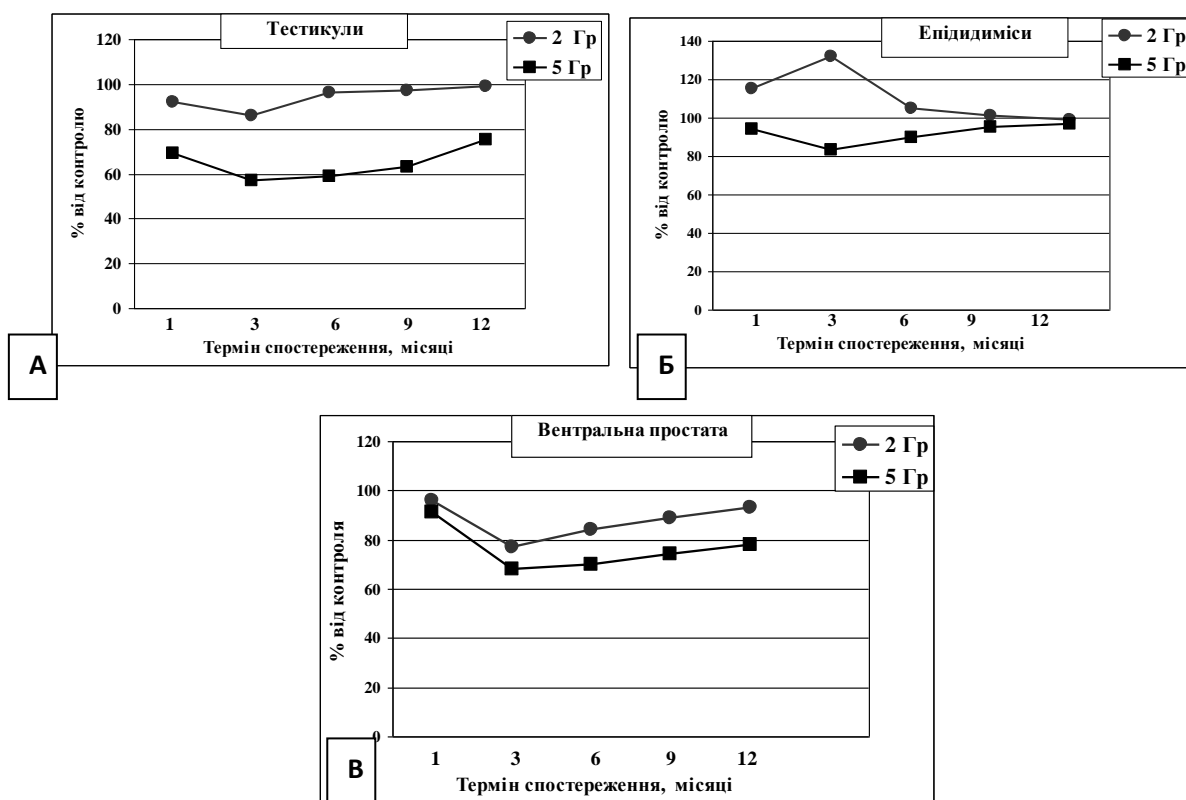 Тестикули
2 Гр
5 Гр
120
100
80
60
40
20
0
% від контролю
1 3 6 9 12
Термін спостереження, місяці
А
Епідидиміси
2 Гр
5 Гр
140
120
100
80
60
40
20
0
% від контролю
1 3 6 9 12
Термін спостереження, місяці
Б
Вентральна простата
2 Гр
5 Гр
120
100
80
60
40
20
0
% від контроля
1 3 6 9 12
Термін спостереження, місяці
В